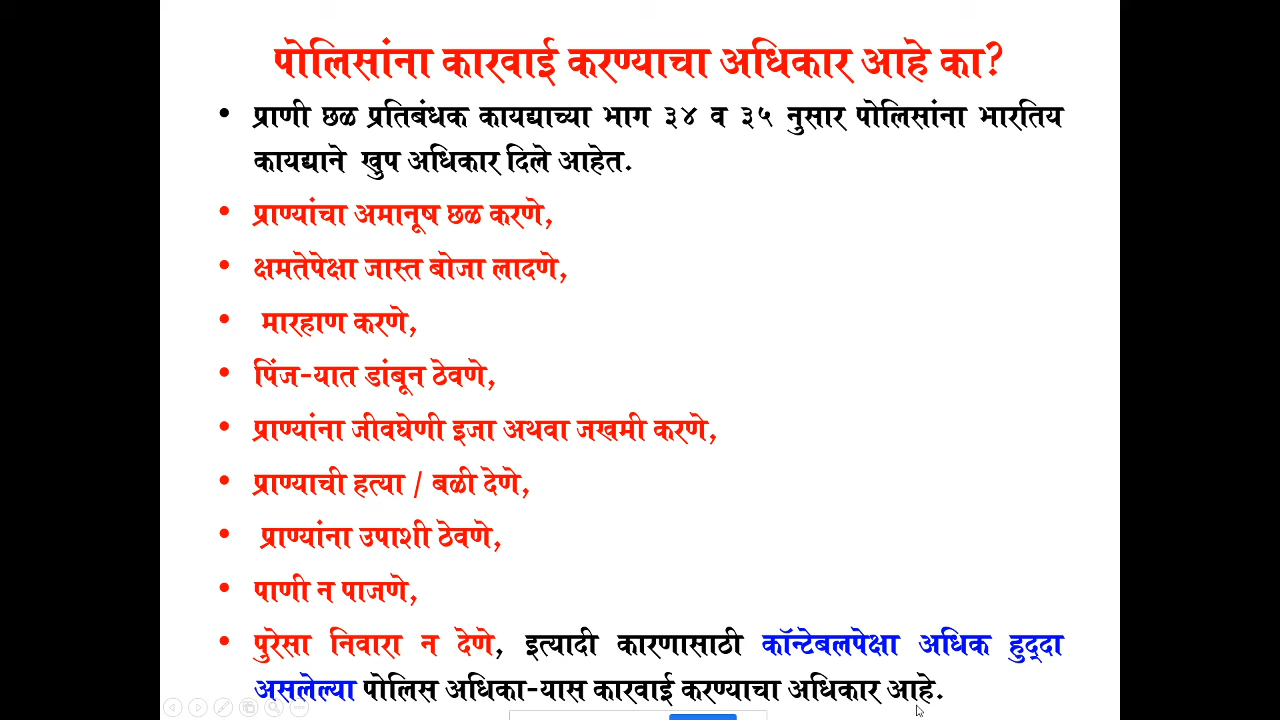 पोलिसांना कारवाई करण्याचा अधिकार आहे का?
• प्राणी छळ प्रतिबंधक कायद्याच्या भाग ३४ व ३५ नुसार पोलिसांना भारतिय
कायद्याने खुप अधिकार दिले आहेत.
• प्राण्यांचा अमानूष छळ करणे,
• क्षमतेपेक्षा जास्त बोजा लादणे,
• मारहाण करणे,
• पिंज-यात डांबून ठेवणे,
• प्राण्यांना जीवघेणी इजा अथवा जखमी करणे,
• प्राण्याची हत्या / बळी देणे,
• प्राण्यांना उपाशी ठेवणे,
• पाणी न पाजणे,
• पुरेसा निवारा न देणे, इत्यादी कारणासाठी कॉन्टेबलपेक्षा अधिक हुद्‌दा
असलेल्या पोलिस अधिका-यास कारवाई करण्याचा अधिकार आहे.